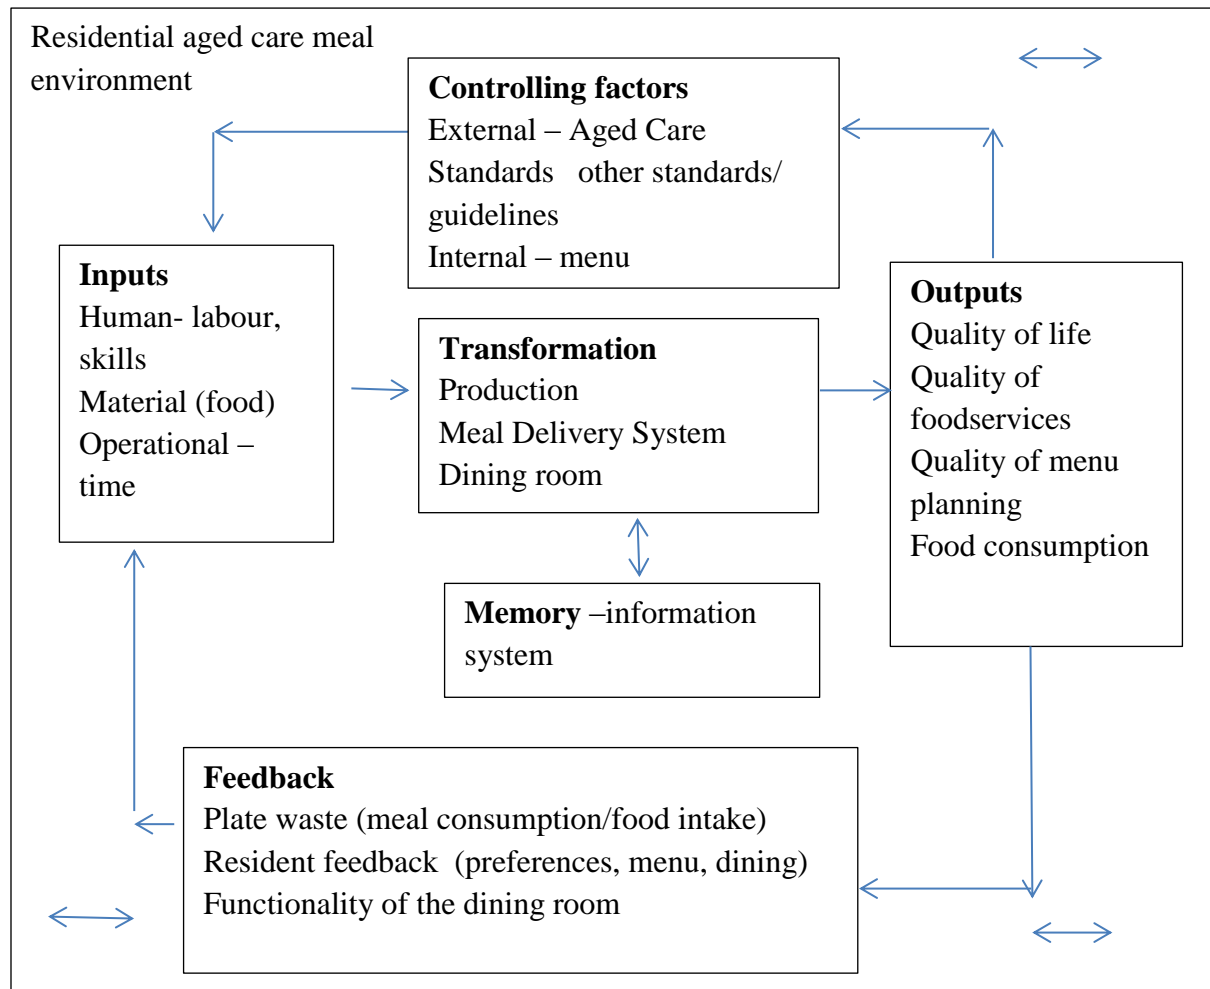 Residential aged care meal
environment
Controlling factors
External – Aged Care
Standards   other standards/
guidelines
Internal – menu
Inputs
Human- labour,
skills
Material (food)
Operational –
time
Transformation
Production
Meal Delivery System
Dining room
Outputs
Quality of life
Quality of
foodservices
Quality of menu
planning
Food consumption
Memory –information
system
Feedback
Plate waste (meal consumption/food intake)
Resident feedback  (preferences, menu, dining)
Functionality of the dining room